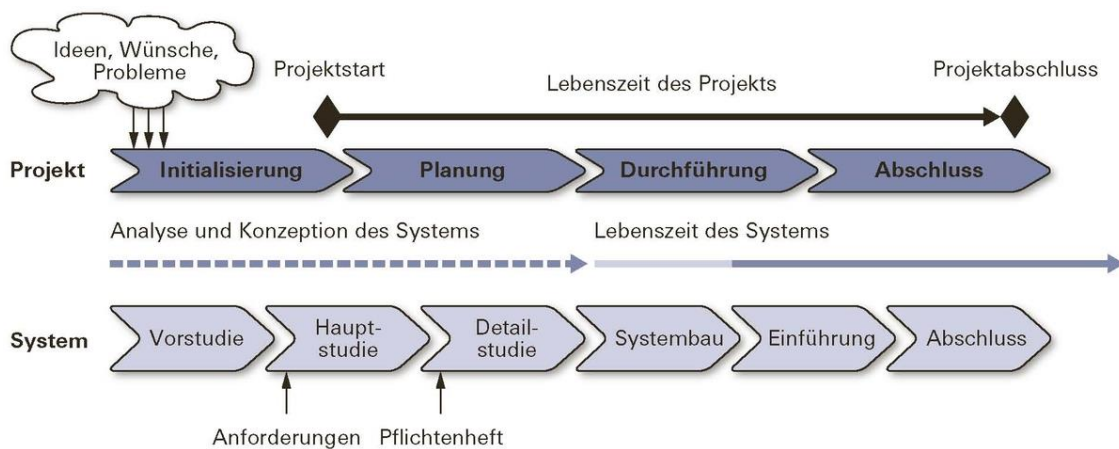 Ideen, Wünsche,
Probleme
Projektstart
Lebenszeit des Projekts
Projektabschluss
Projekt
Initialisierung
Planung
Durchführung
Abschluss
Analyse und Konzeption des Systems
Lebenszeit des Systems
System
Vorstudie
Haupt-
studie
Detail-
studie
Systembau
Einführung
Abschluss
Anforderungen
Pflichtenheft